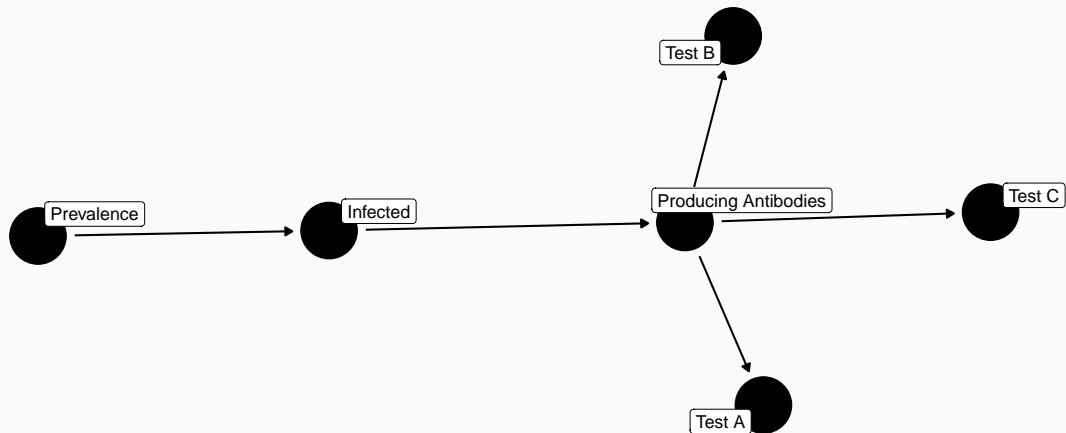 Test B
Producing Antibodies
Test C
Prevalence
Infected
Test A